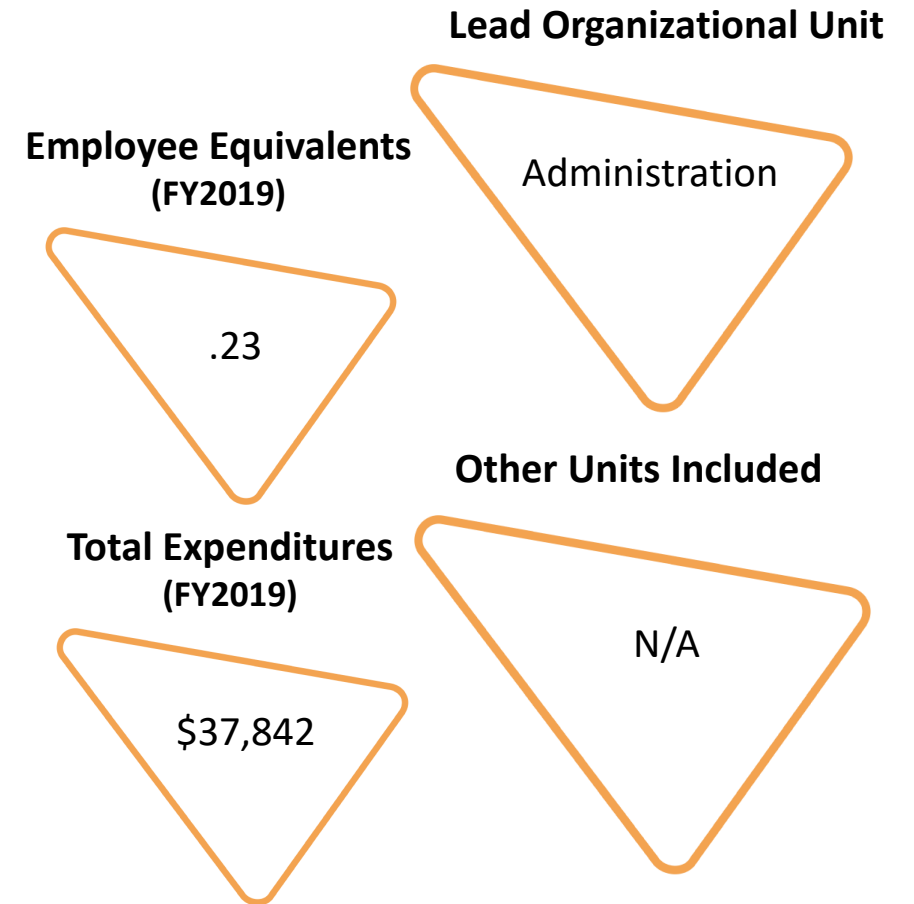 Lead Organizational Unit
Administration
Employee Equivalents
(FY2019)
.23
Other Units Included
N/A
Total Expenditures
(FY2019)
$37,842